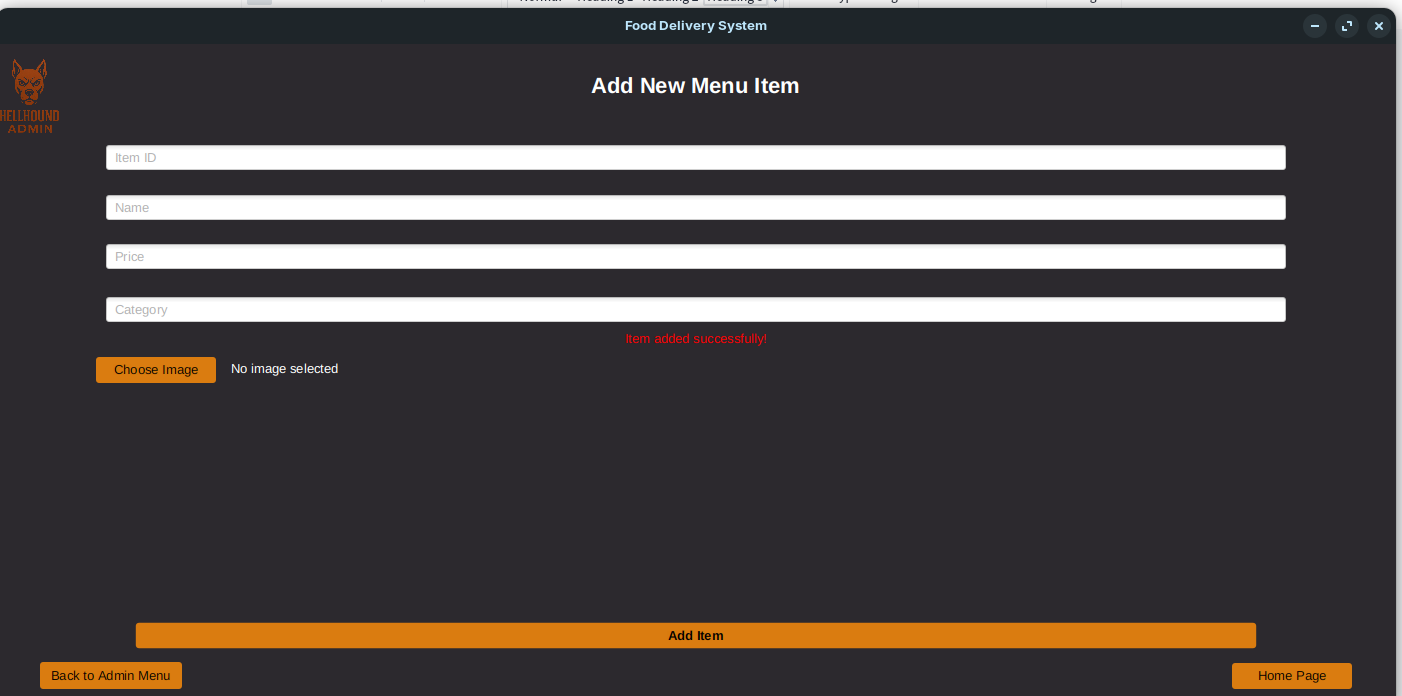 Food Delivery System
HELLHOUND
ADMIN
Add New Menu Item
Item ID
Name
Price
Category
Item added successfully!
Choose Image
No image selected
Add Item
Back to Admin Menu
Home Page